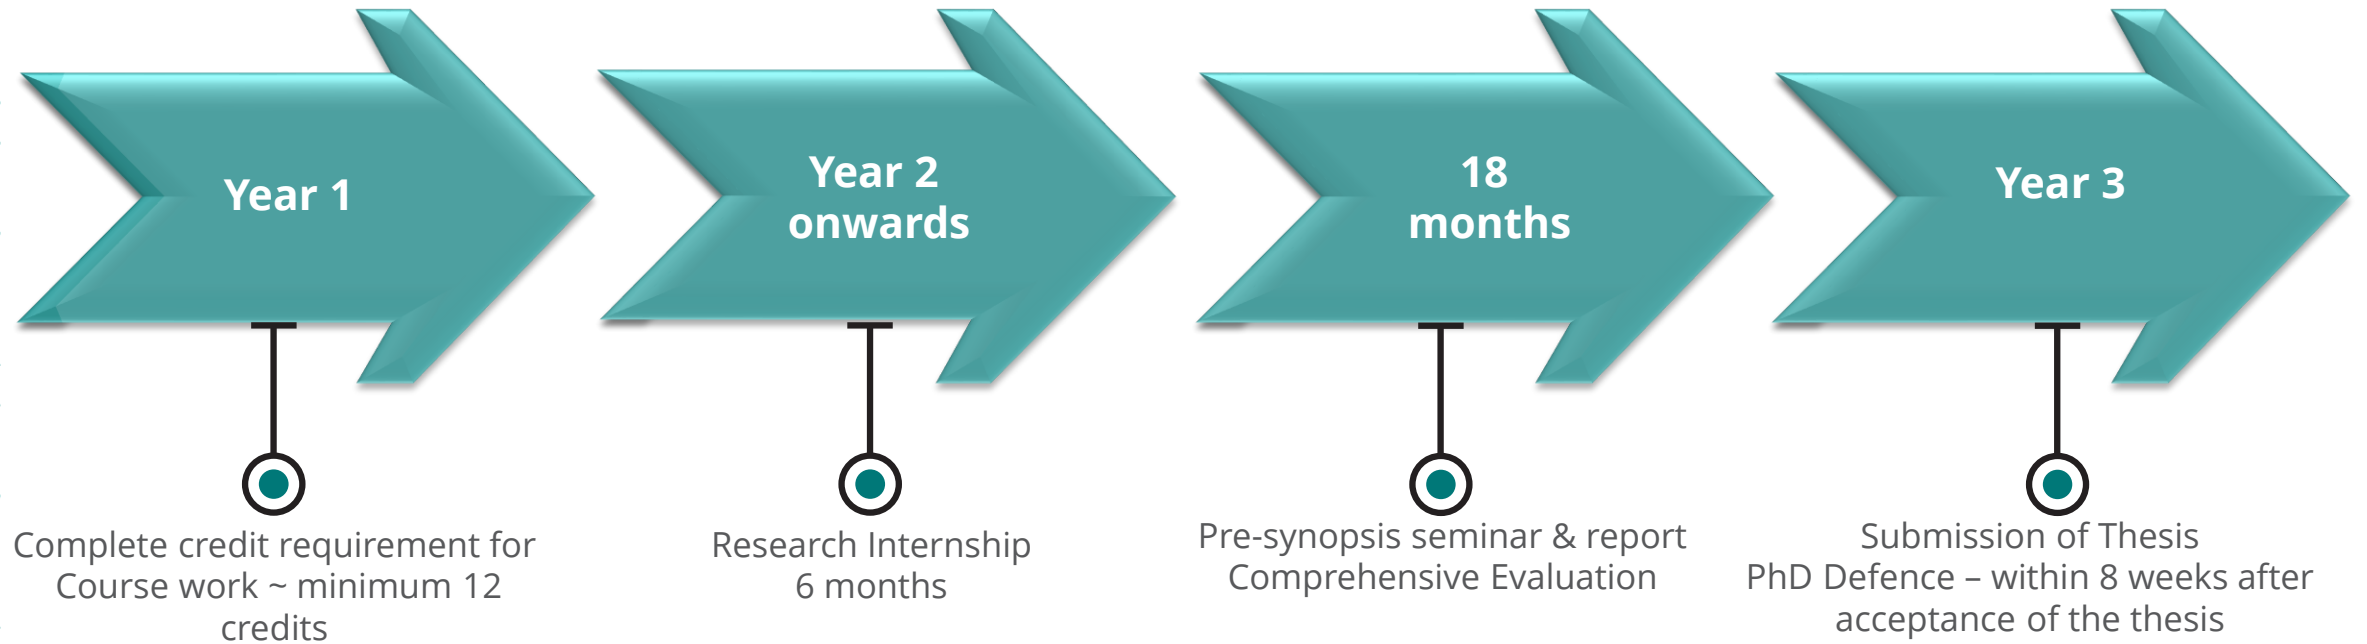 Year 1
Year 2
onwards
18
months
Year 3
Complete credit requirement for
Course work ~ minimum 12
credits
Research Internship
6 months
Pre-synopsis seminar & report
Comprehensive Evaluation
Submission of Thesis
PhD Defence – within 8 weeks after
acceptance of the thesis